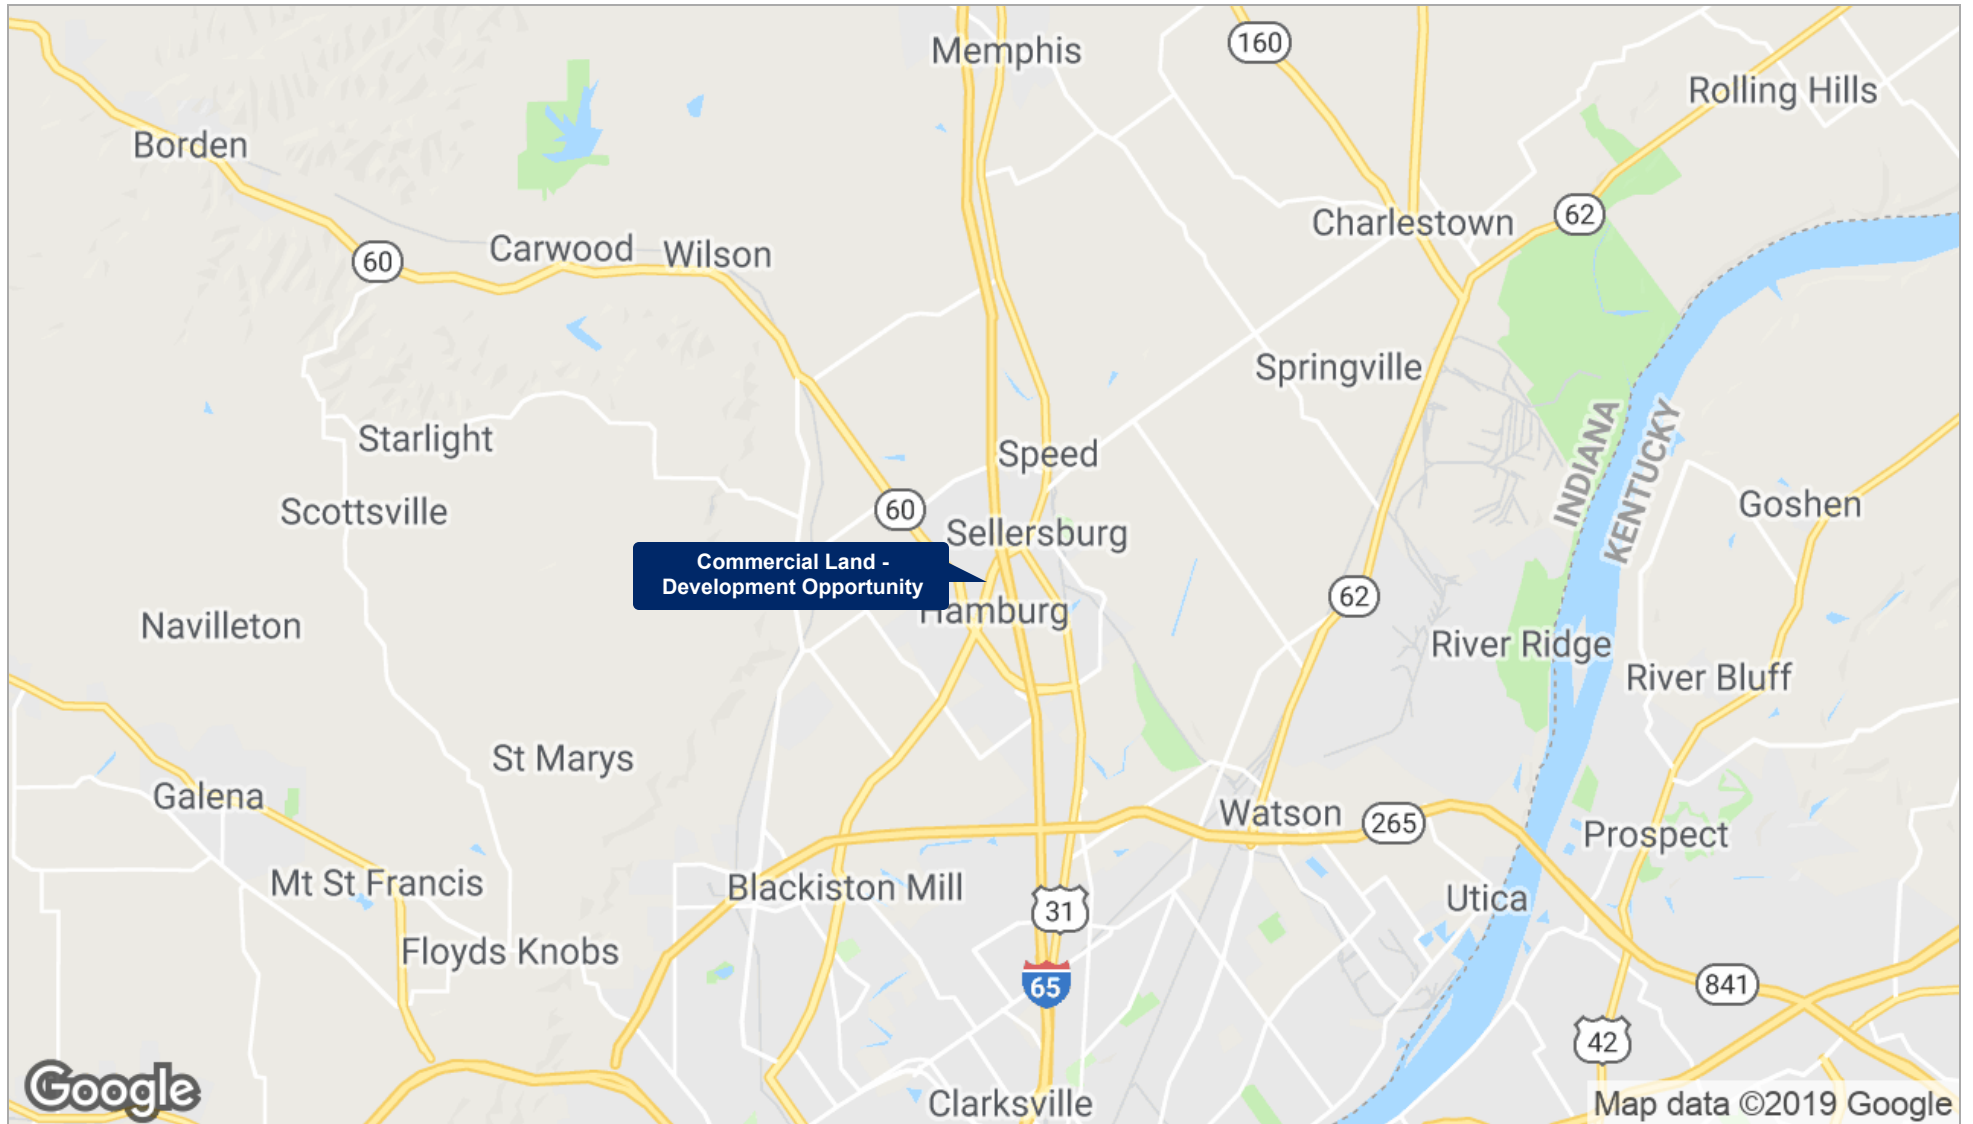 Memphis
160
Rolling Hills
Borden
62
Charlestown
60
Carwood
Wilson
Springville
INDIANA
KENTUCKY
Starlight
Speed
Scottsville
60
Goshen
Sellersburg
Commercial Land -
Development Opportunity
62
Hamburg
Navilleton
River Ridge
River Bluff
St Marys
Galena
Watson
265
Prospect
Mt St Francis
Blackiston Mill
Utica
31
Floyds Knobs
65
841
42
Google
Clarksville
Map data ©2019 Google